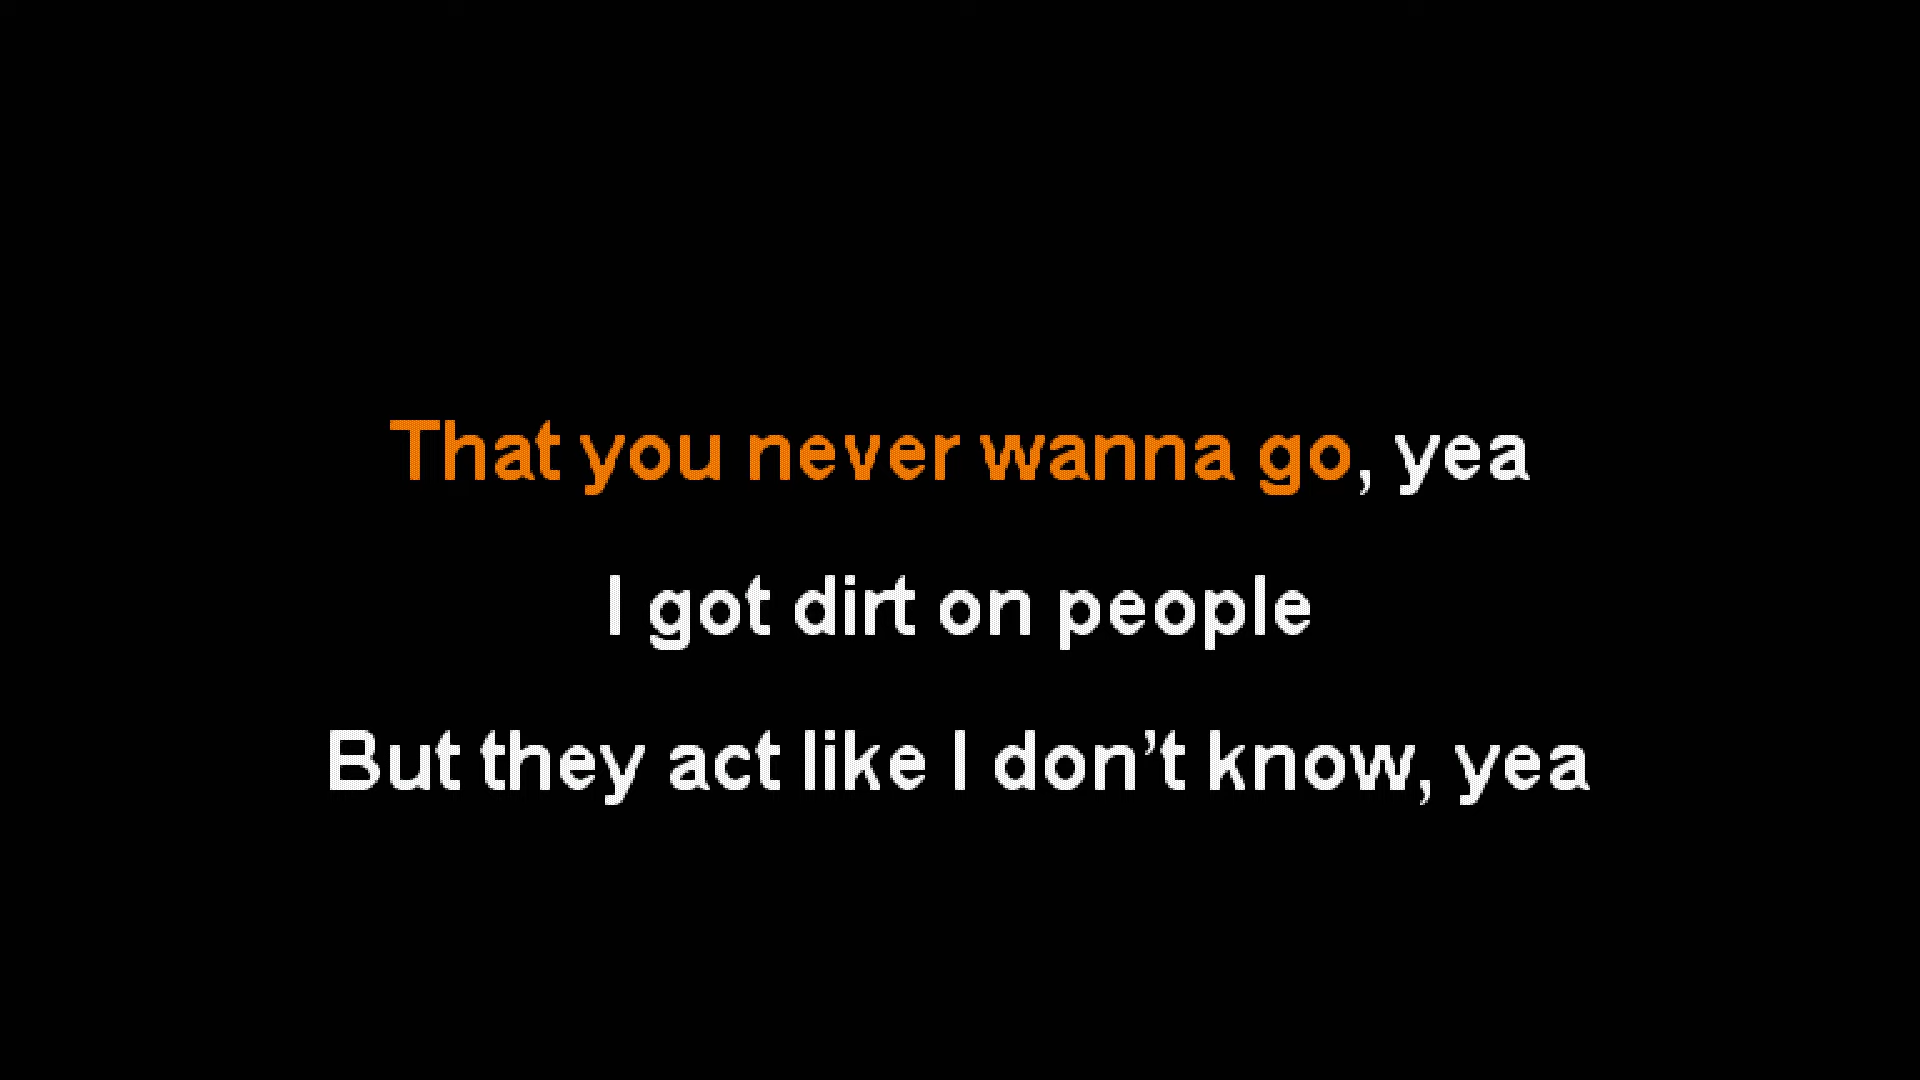 That you never wanna go, yea
I got dirt on people
But they act like I don’t know, yea